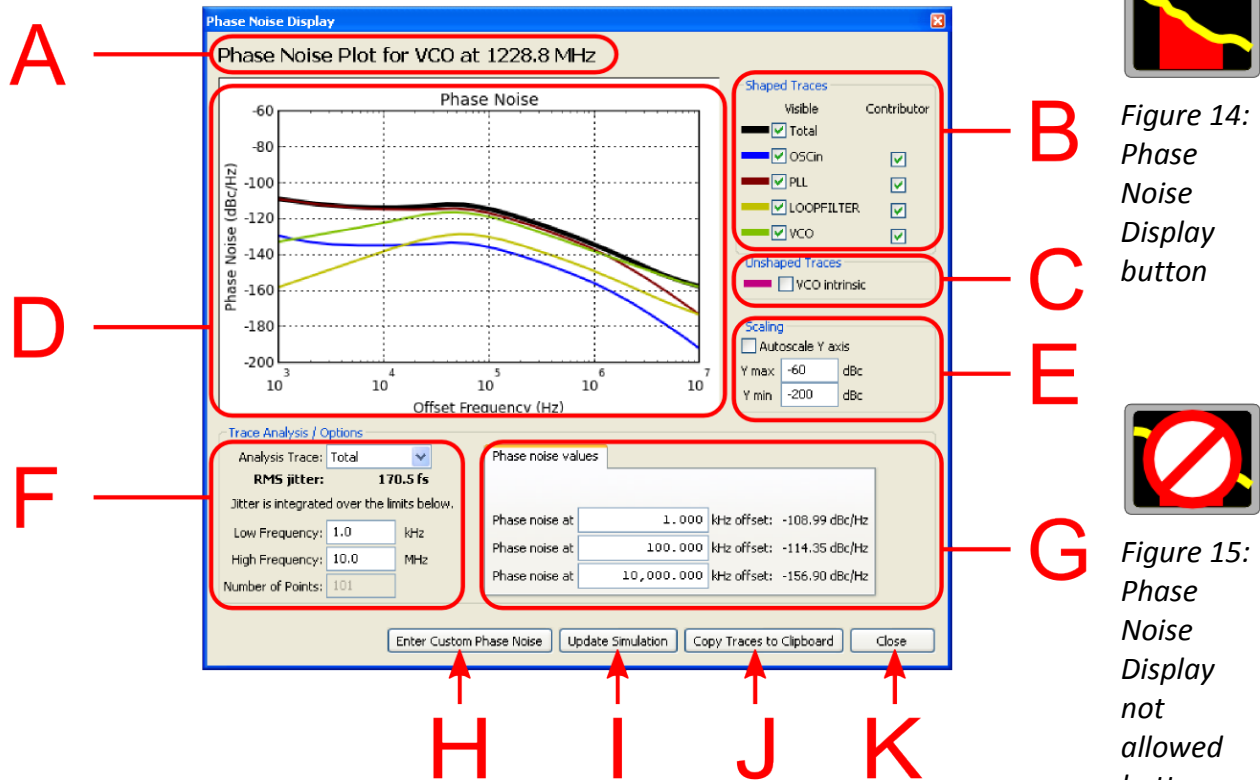 Phase Noise Display
A
Phase Noise Plot for VCO at 1228.8 MHz
Phase Noise
Phase Noise (dBc/Hz)
-60
-80
-100
-120
-140
-160
-180
-200
10^3
10^4
10^5
10^6
10^7
Offset Frequency (Hz)
D
Shaped Traces
Visible Contributor
Total
OSCin
PLL
LOOPFILTER
VCO
B
Unshaped Traces
VCO intrinsic
C
Scaling
Autoscale Y axis
Y max -60 dBc
Y min -200 dBc
E
Trace Analysis / Options
Analysis Trace: Total
RMS jitter: 170.5 fs
Jitter is integrated over the limits below.
Low Frequency: 1.0 kHz
High Frequency: 10.0 MHz
Number of Points: 101
F
Phase noise values
Phase noise at 1.000 kHz offset: -108.99 dBc/Hz
Phase noise at 100.000 kHz offset: -114.35 dBc/Hz
Phase noise at 10,000.000 kHz offset: -156.90 dBc/Hz
G
Enter Custom Phase Noise Update Simulation Copy Traces to Clipboard Close
H I J K
Figure 14:
Phase
Noise
Display
button
Figure 15:
Phase
Noise
Display
not
allowed